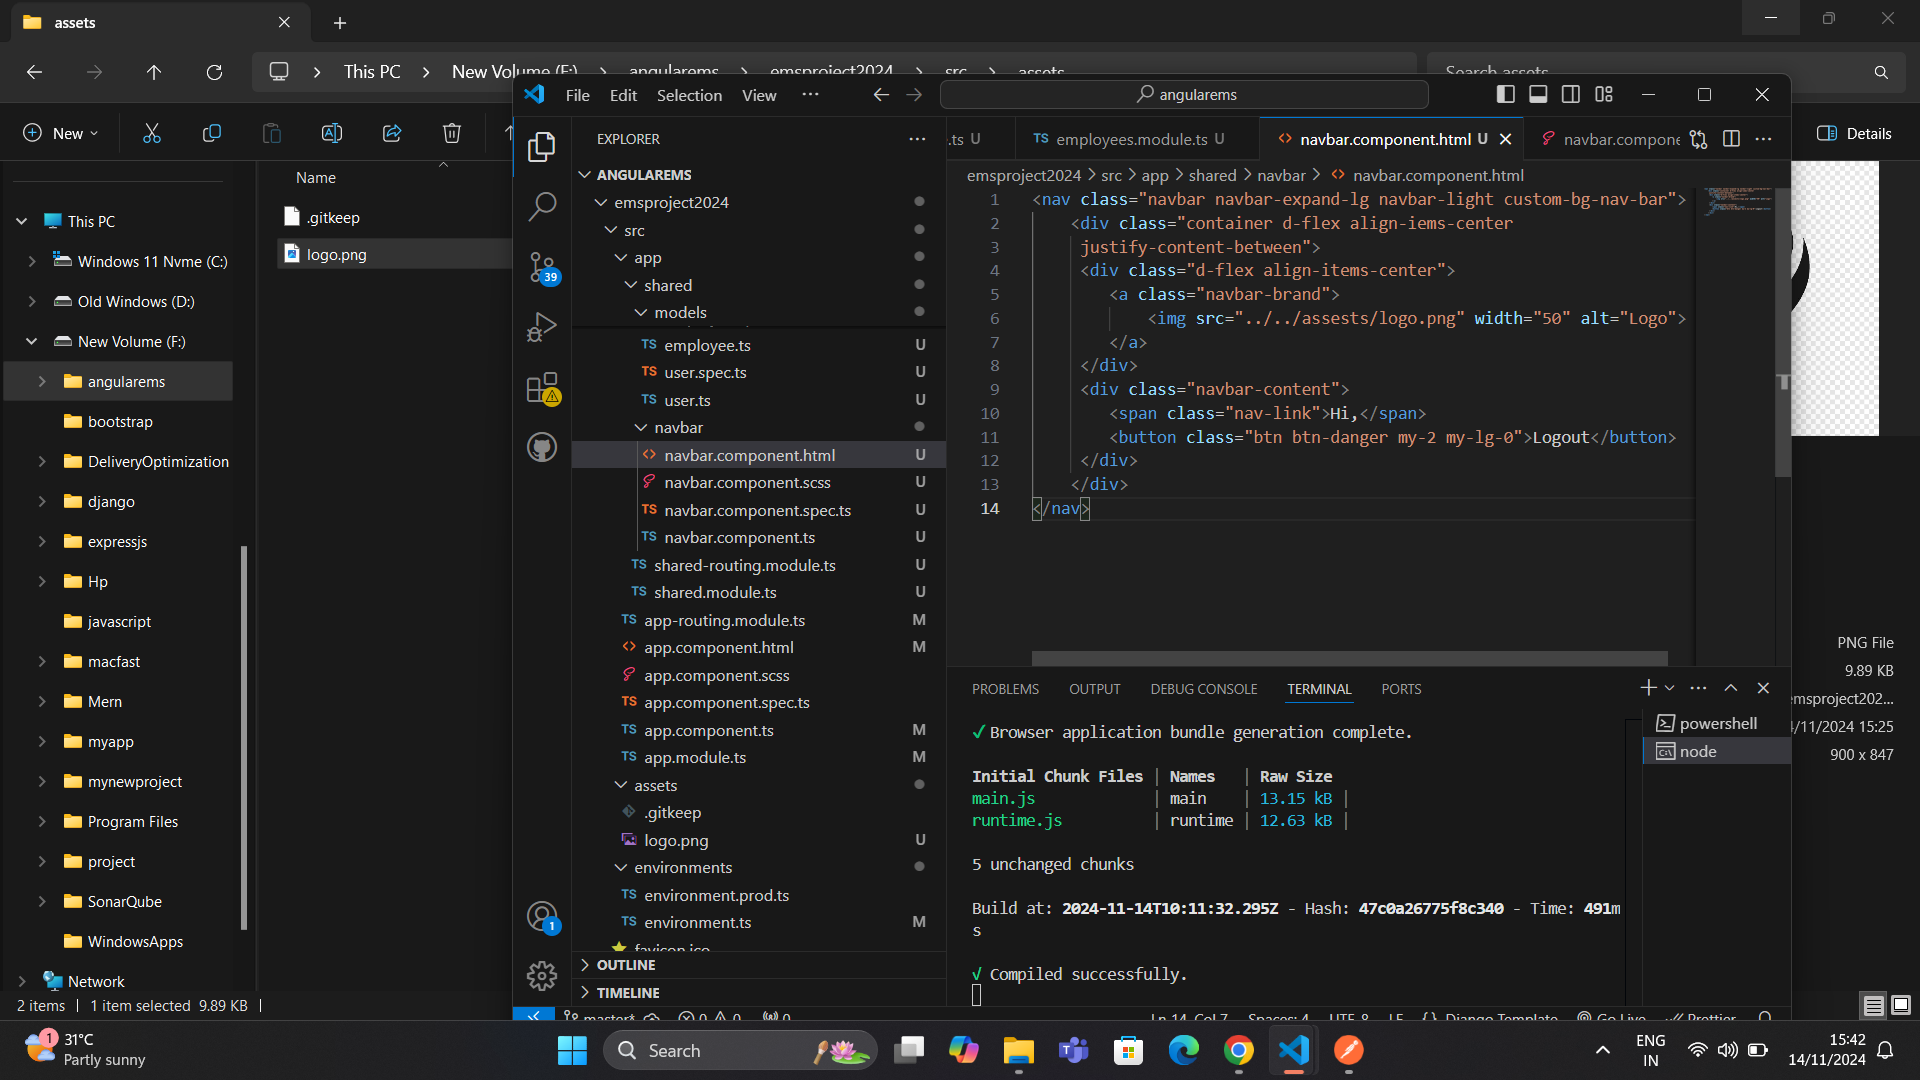 assets
This PC
New Volume (F:)
angularems
emsproject2024
src
assets
Search assets
New
Details
Name
.gitkeep
logo.png
This PC
Windows 11 Nvme (C:)
Old Windows (D:)
New Volume (F:)
angularems
bootstrap
DeliveryOptimization
django
expressjs
Hp
javascript
macfast
Mern
myapp
mynewproject
Program Files
project
SonarQube
WindowsApps
Network
2 items | 1 item selected 9.89 KB |
PNG File
9.89 KB
emsproject202...
/11/2024 15:25
900 x 847
File Edit Selection View ···
angularems
EXPLORER
ANGULAREMS
emsproject2024
src
app
shared
models
employee.ts U
user.spec.ts U
user.ts U
navbar
navbar.component.html U
navbar.component.scss U
navbar.component.spec.ts U
navbar.component.ts U
shared-routing.module.ts U
shared.module.ts U
app-routing.module.ts M
app.component.html M
app.component.scss
app.component.spec.ts
app.component.ts M
app.module.ts M
assets
.gitkeep
logo.png U
environments
environment.prod.ts
environment.ts M
favicon.ico
OUTLINE
TIMELINE
39
1
.ts U
TS employees.module.ts U
navbar.component.html U
navbar.compone
emsproject2024 > src > app > shared > navbar > navbar.component.html
1 <nav class="navbar navbar-expand-lg navbar-light custom-bg-nav-bar">
2 <div class="container d-flex align-iems-center
3 justify-content-between">
4 <div class="d-flex align-items-center">
5 <a class="navbar-brand">
6 <img src="../../assests/logo.png" width="50" alt="Logo">
7 </a>
8 </div>
9 <div class="navbar-content">
10 <span class="nav-link">Hi,</span>
11 <button class="btn btn-danger my-2 my-lg-0">Logout</button>
12 </div>
13 </div>
14 </nav>
PROBLEMS OUTPUT DEBUG CONSOLE TERMINAL PORTS
powershell
node
✓ Browser application bundle generation complete.
Initial Chunk Files | Names | Raw Size
main.js | main | 13.15 kB |
runtime.js | runtime | 12.63 kB |
5 unchanged chunks
Build at: 2024-11-14T10:11:32.295Z - Hash: 47c0a26775f8c340 - Time: 491m
s
√ Compiled successfully.
master* 0 0 0
Ln 14, Col 7 Spaces: 4 UTF-8 LF {} Django Template Go Live Prettier
1
31°C
Partly sunny
Search
ENG
IN
15:42
14/11/2024